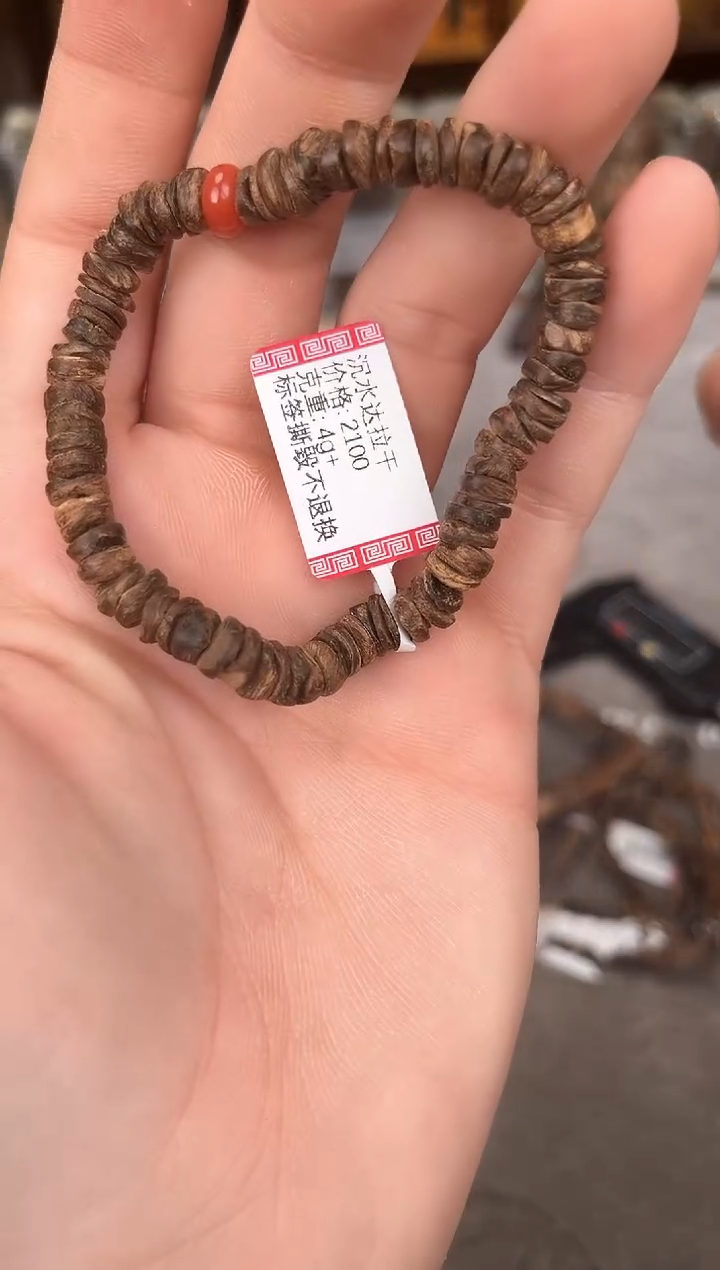 沉水达拉干
价格: 2100
克重: 4g+
标签撕毁不退换